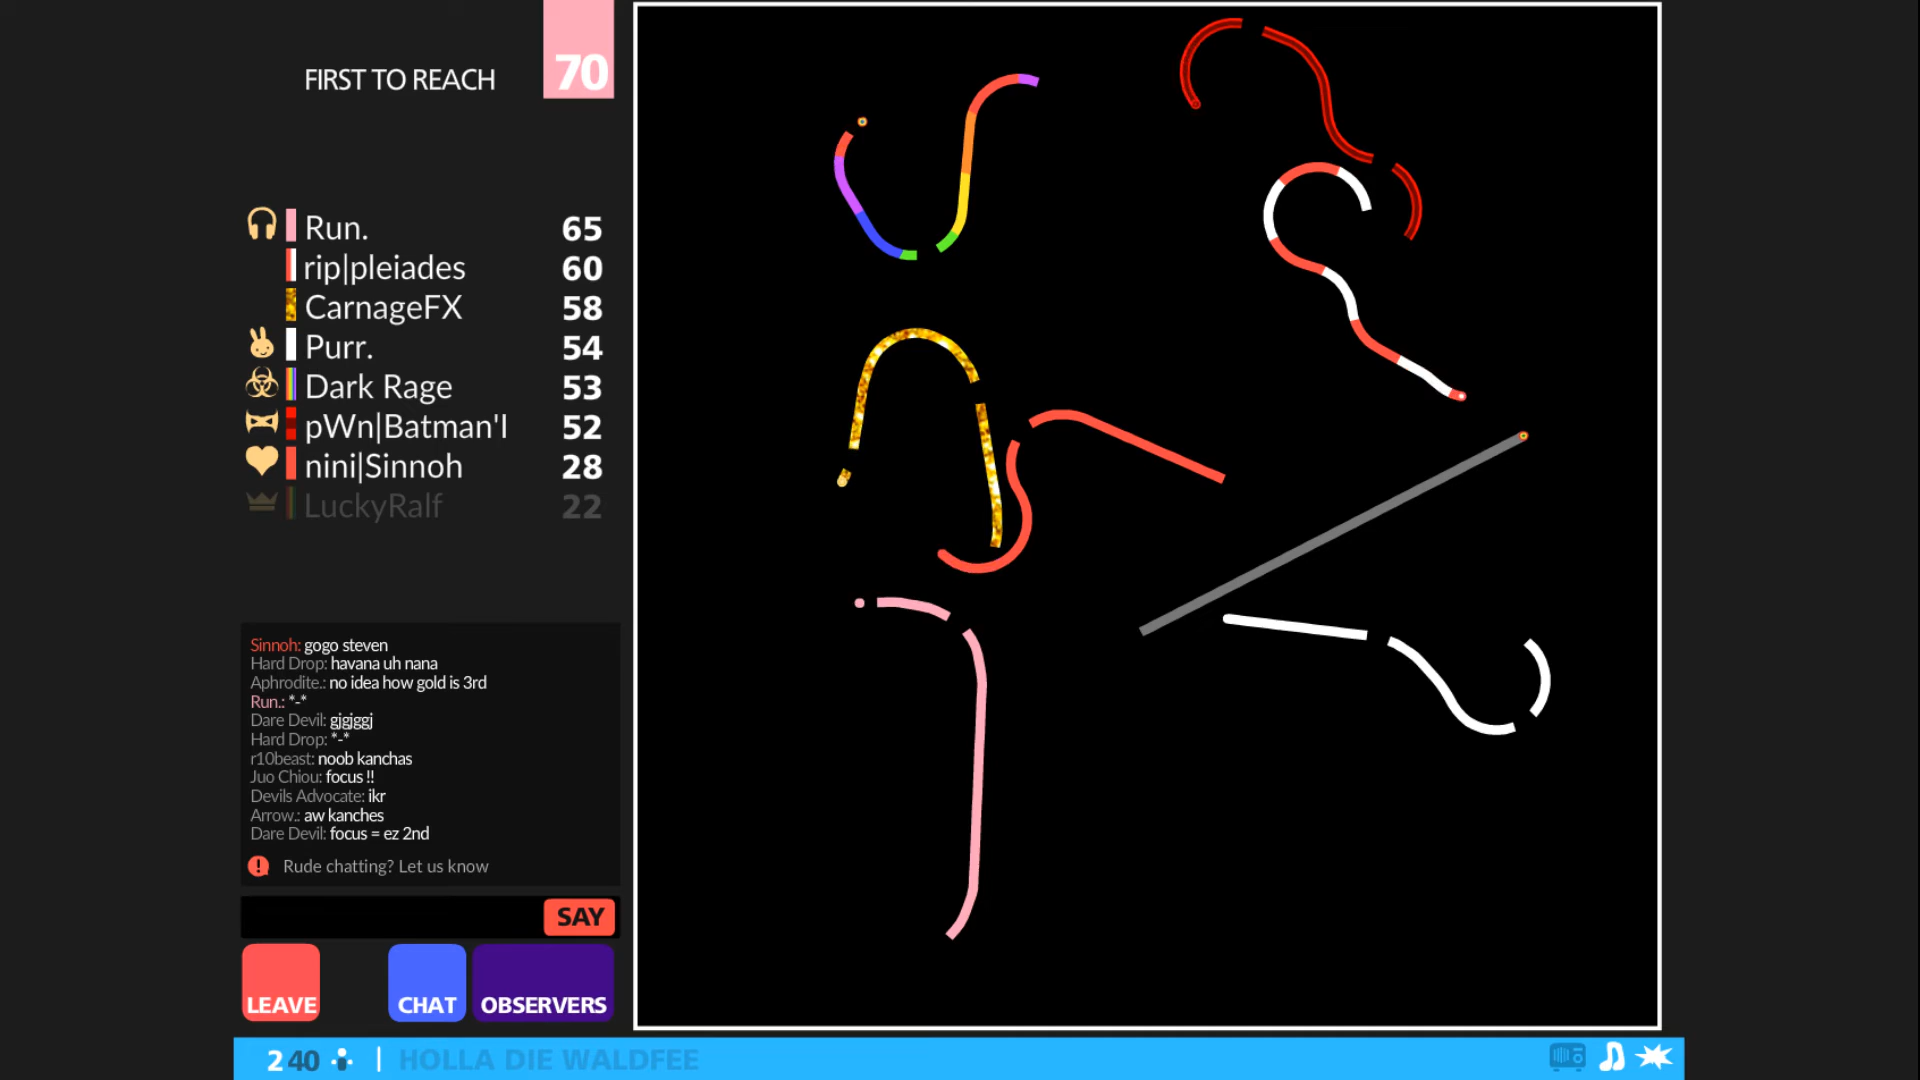 FIRST TO REACH 70
Run. 65
rip|pleiades 60
CarnageFX 58
Purr. 54
Dark Rage 53
pWn|Batman'l 52
nini|Sinnoh 28
LuckyRalf 22
Sinnoh: gogo steven
Hard Drop: havana uh nana
Aphrodite.: no idea how gold is 3rd
Run.: *-*
Dare Devil: gjgjggj
Hard Drop: *-*
r10beast: noob kanchas
Juo Chiou: focus !!
Devils Advocate: ikr
Arrow.: aw kanches
Dare Devil: focus = ez 2nd
Rude chatting? Let us know
SAY
LEAVE CHAT OBSERVERS
2 40 | HOLLA DIE WALDFEE